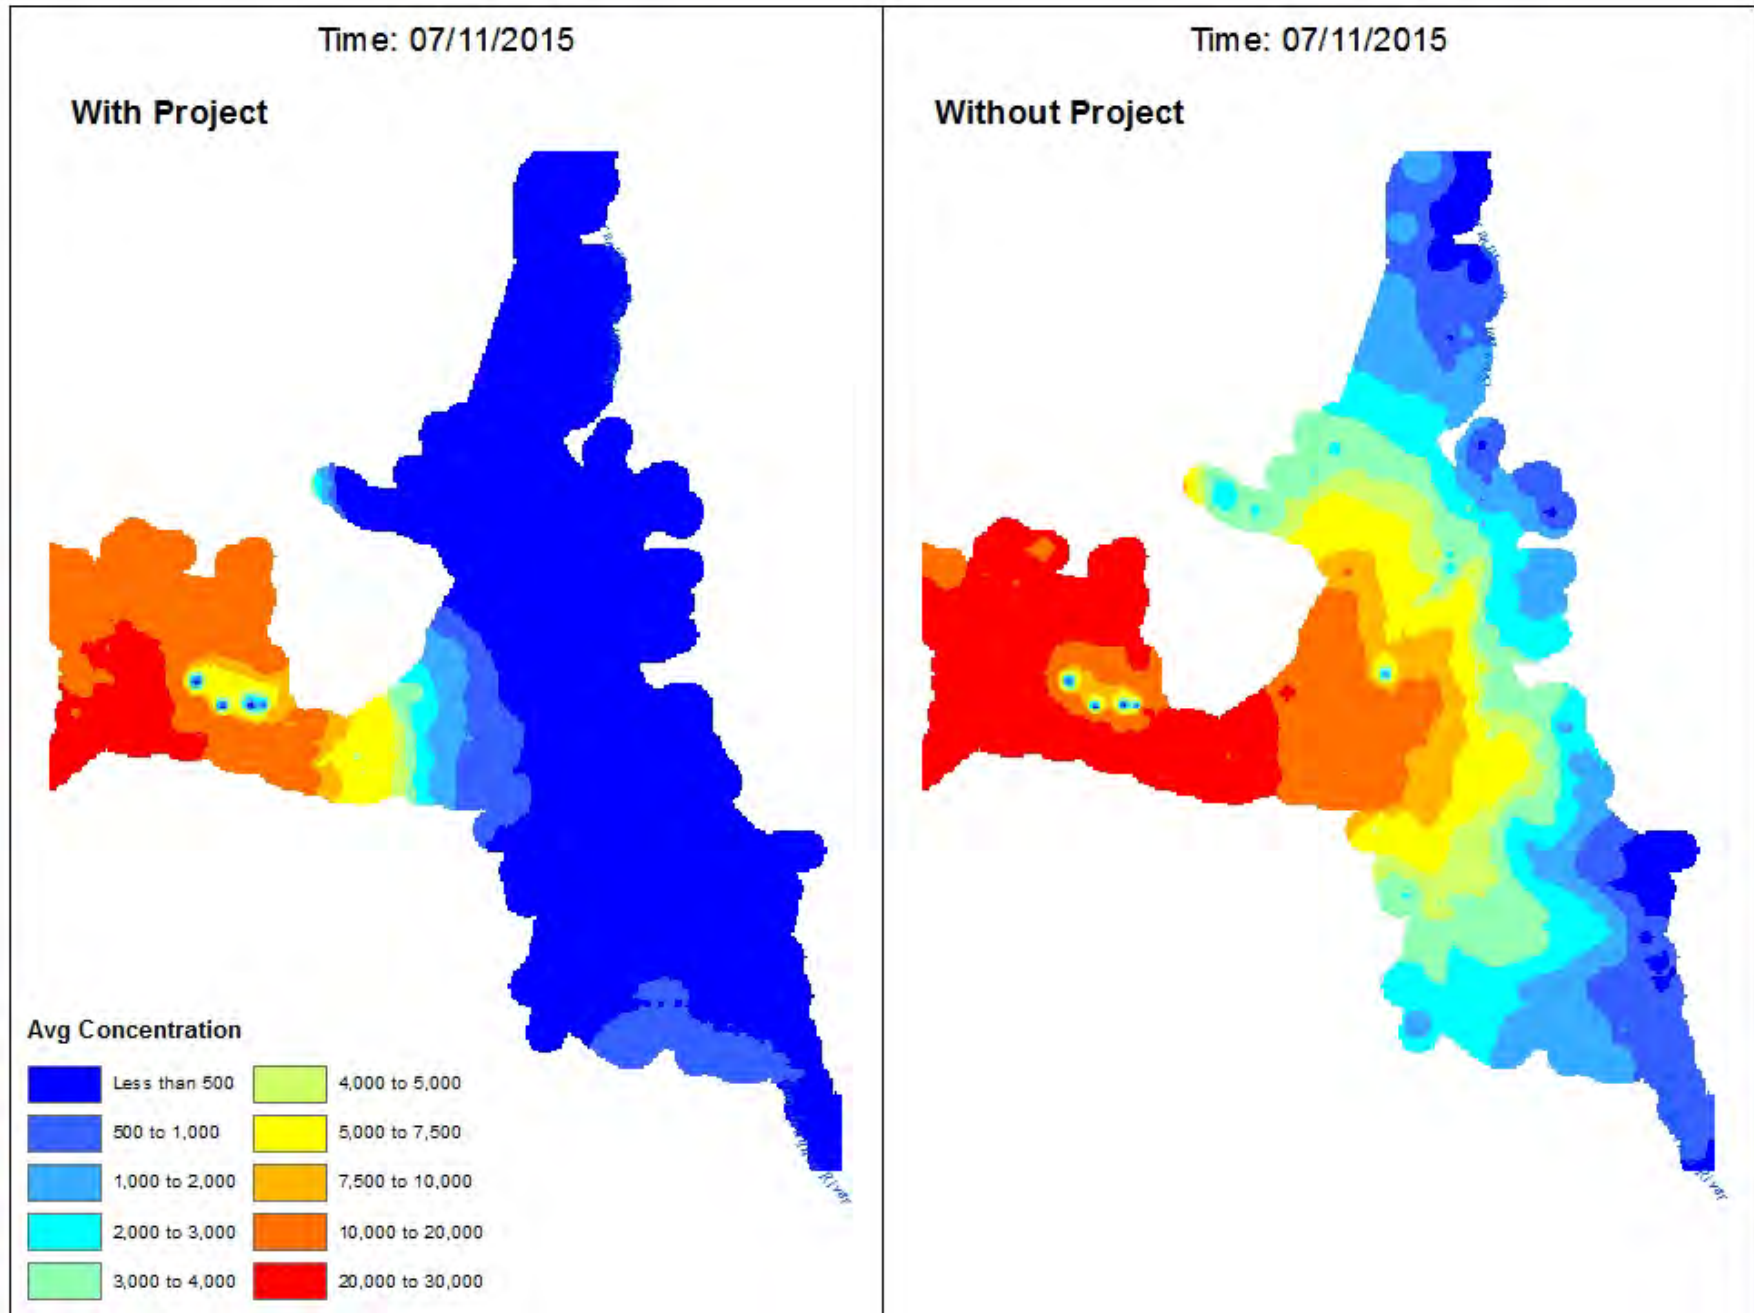 Time: 07/11/2015
With Project
Avg Concentration
Less than 500
500 to 1,000
1,000 to 2,000
2,000 to 3,000
3,000 to 4,000
4,000 to 5,000
5,000 to 7,500
7,500 to 10,000
10,000 to 20,000
20,000 to 30,000
River
Time: 07/11/2015
Without Project
River